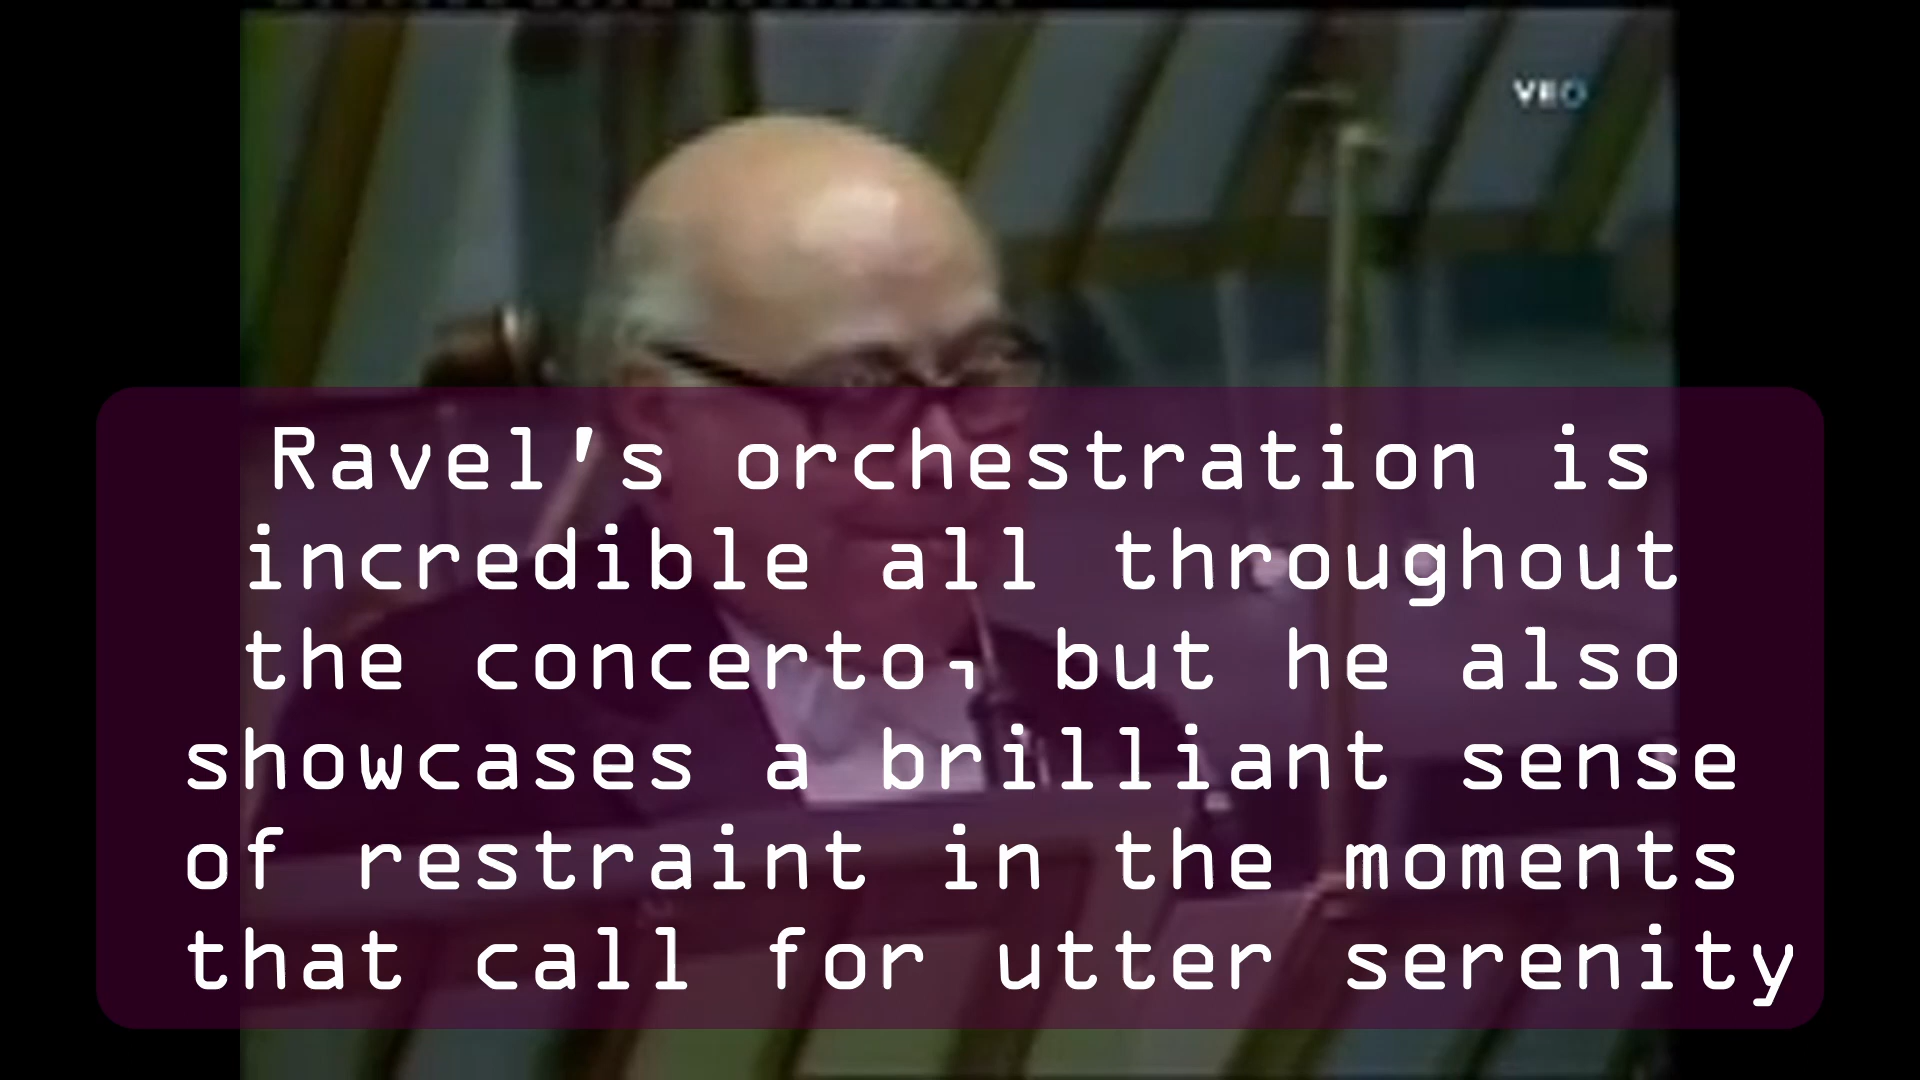 VEO
Ravel's orchestration is
incredible all throughout
the concerto, but he also
showcases a brilliant sense
of restraint in the moments
that call for utter serenity